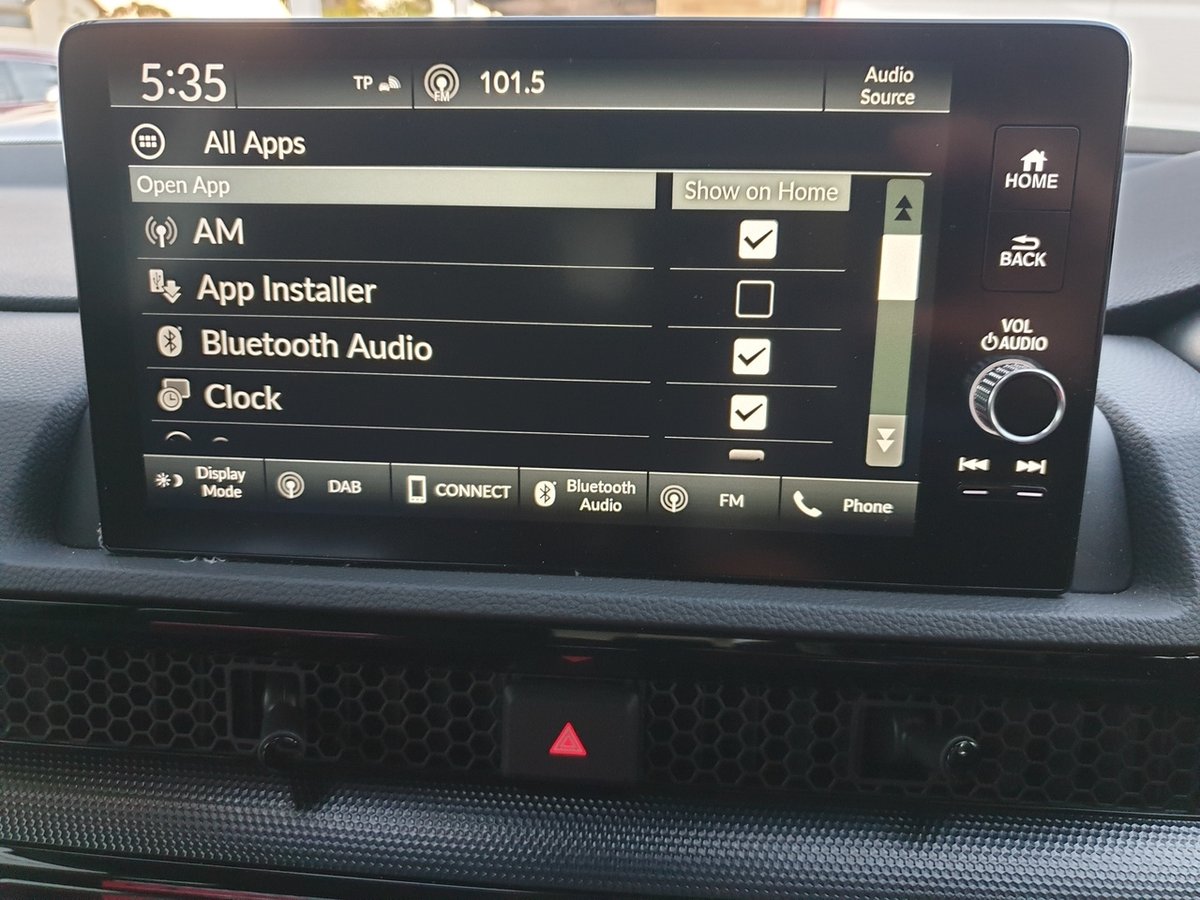 5:35
TP
FM
101.5
Audio
Source
All Apps
Open App
Show on Home
AM
App Installer
Bluetooth Audio
Clock
Display
Mode
DAB
CONNECT
Bluetooth
Audio
FM
Phone
HOME
BACK
VOL
AUDIO